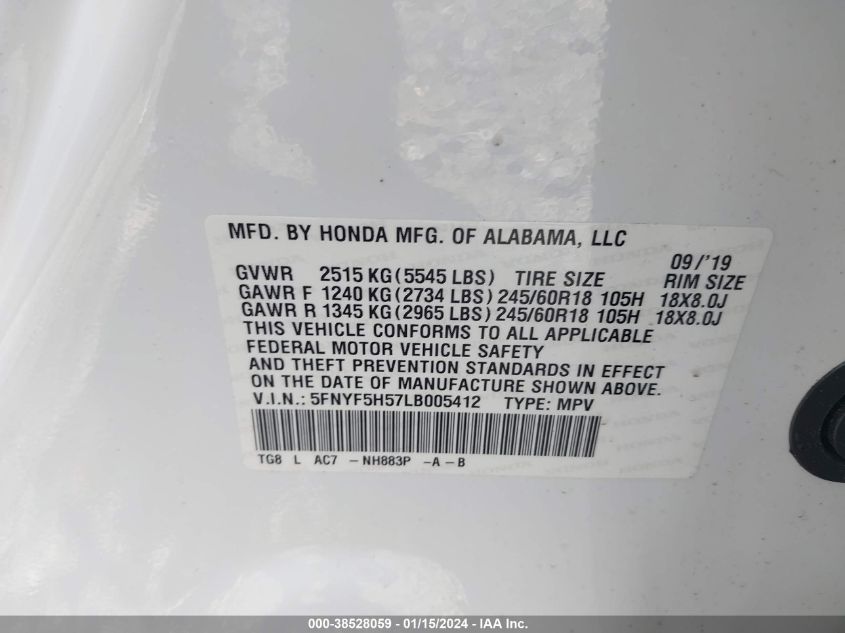 MFD. BY HONDA MFG. OF ALABAMA, LLC
09/'19
GVWR 2515 KG (5545 LBS) TIRE SIZE RIM SIZE
GAWR F 1240 KG (2734 LBS) 245/60R18 105H 18X8.0J
GAWR R 1345 KG (2965 LBS) 245/60R18 105H 18X8.0J
THIS VEHICLE CONFORMS TO ALL APPLICABLE
FEDERAL MOTOR VEHICLE SAFETY
AND THEFT PREVENTION STANDARDS IN EFFECT
ON THE DATE OF MANUFACTURE SHOWN ABOVE.
V.I.N.: 5FNYF5H57LB005412 TYPE: MPV
TG8 L AC7 - NH883P - A - B
000-38528059 - 01/15/2024 - IAA Inc.